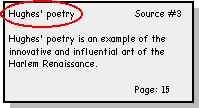 Hughes' poetry Source #3
Hughes' poetry is an example of the
innovative and influential art of the
Harlem Renaissance.
Page: 15